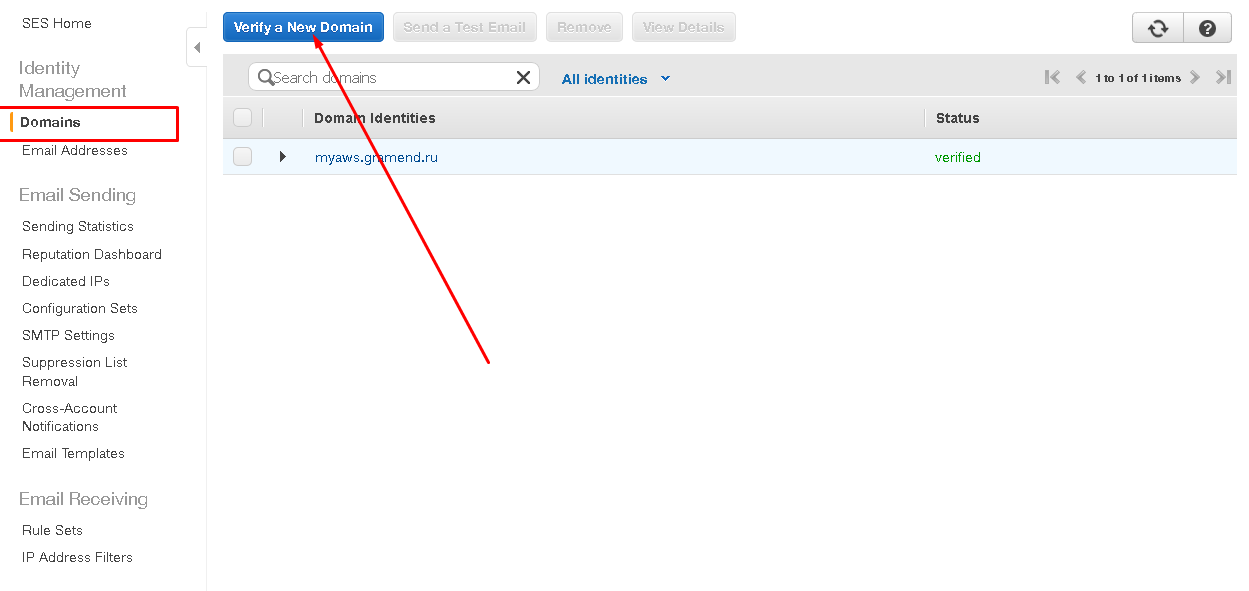 SES Home
Identity
Management
Domains
Email Addresses
Email Sending
Sending Statistics
Reputation Dashboard
Dedicated IPs
Configuration Sets
SMTP Settings
Suppression List
Removal
Cross-Account
Notifications
Email Templates
Email Receiving
Rule Sets
IP Address Filters
Verify a New Domain Send a Test Email Remove View Details
Search domains All identities 1 to 1 of 1 items
Domain Identities Status
myaws.gramend.ru verified